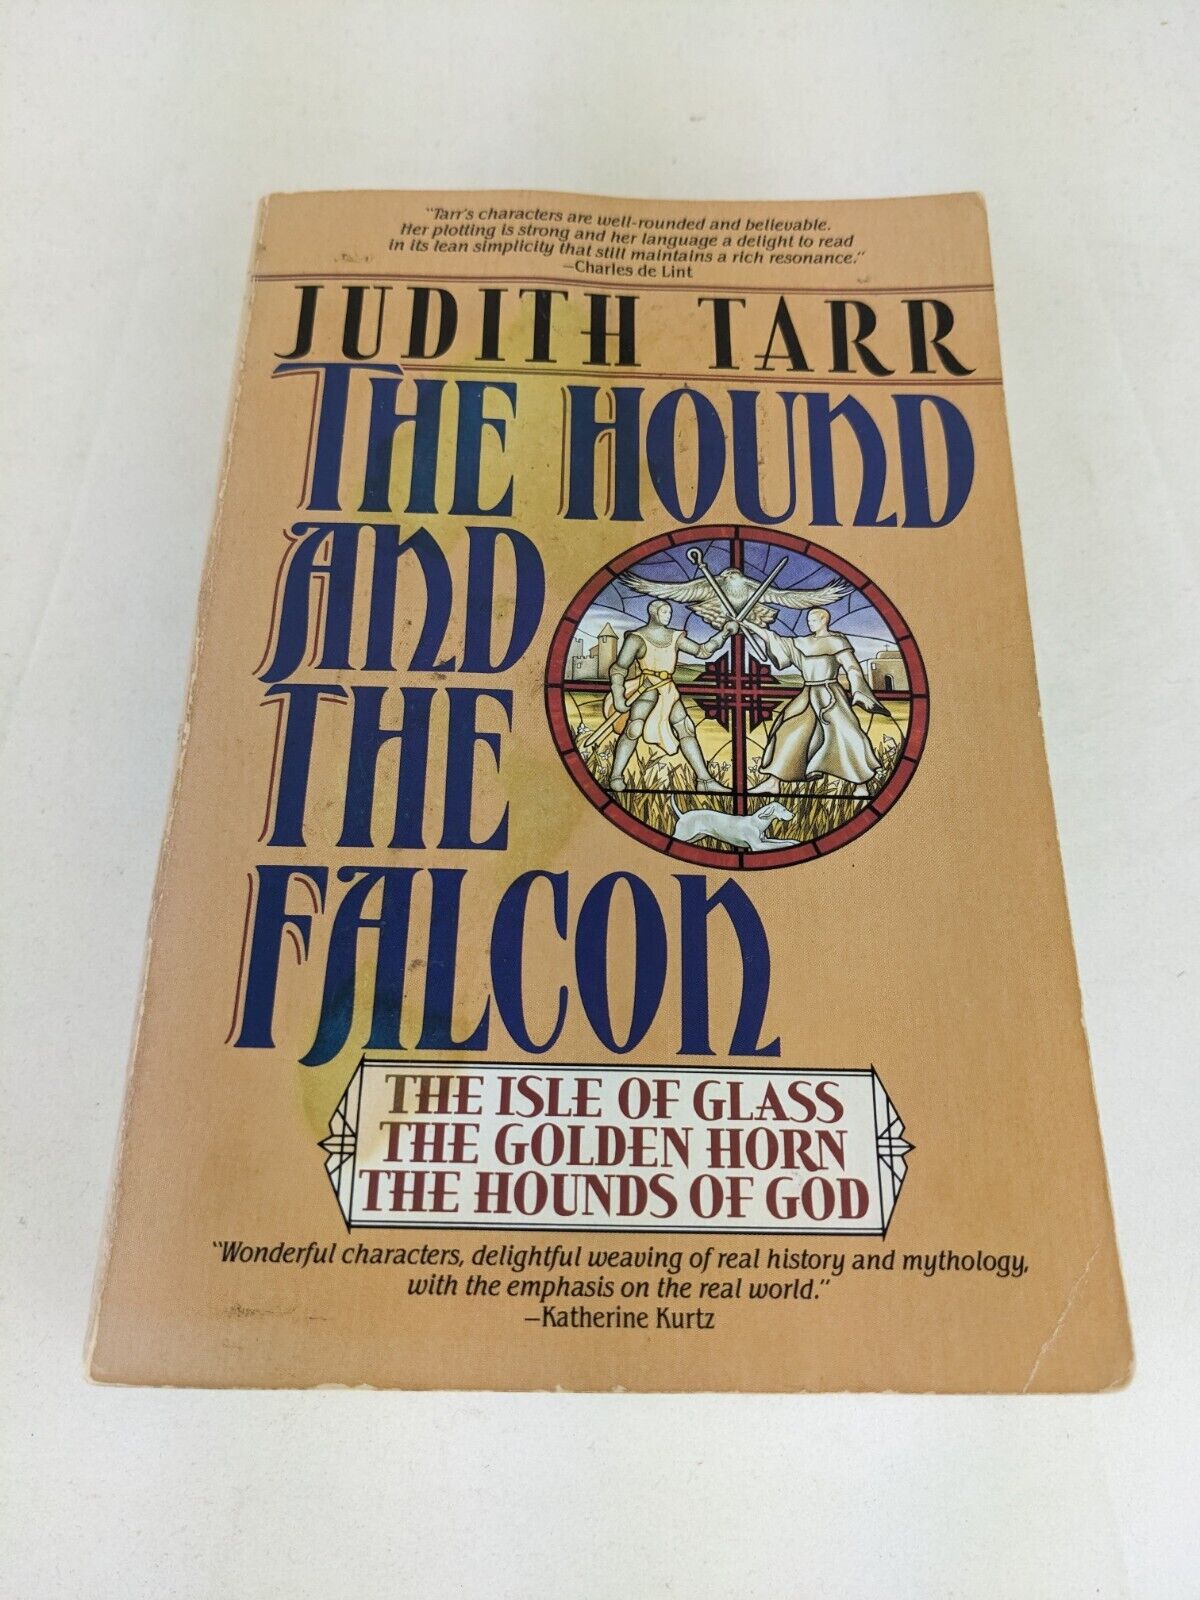 "Tarr's characters are well-rounded and believable.
Her plotting is strong and her language a delight to read
in its lean simplicity that still maintains a rich resonance."
—Charles de Lint
JUDITH TARR
THE HOUND
AND
THE
FALCON
THE ISLE OF GLASS
THE GOLDEN HORN
THE HOUNDS OF GOD
"Wonderful characters, delightful weaving of real history and mythology,
with the emphasis on the real world."
—Katherine Kurtz